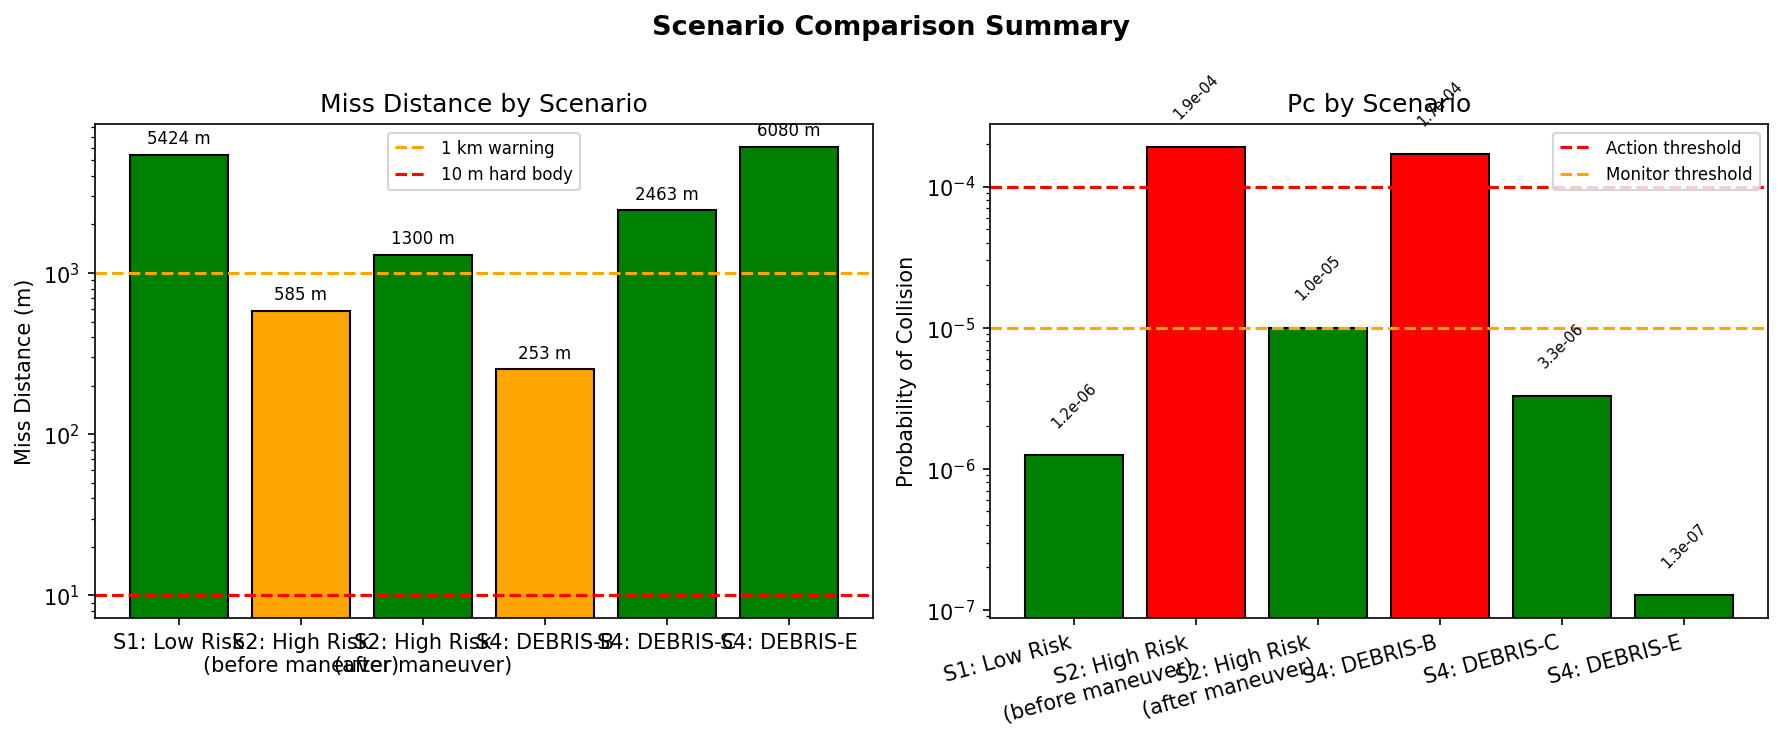 Scenario Comparison Summary
Miss Distance by Scenario
Miss Distance (m)
10³
10²
10¹
5424 m
585 m
1300 m
253 m
2463 m
6080 m
1 km warning
10 m hard body
S1: Low Risk
S2: High Risk
(before maneuver)
S2: High Risk
(after maneuver)
S4: DEBRIS-B
S4: DEBRIS-C
S4: DEBRIS-E
Pc by Scenario
Probability of Collision
10⁻⁴
10⁻⁵
10⁻⁶
10⁻⁷
1.2e-06
1.9e-04
1.0e-05
1.7e-04
3.3e-06
1.3e-07
Action threshold
Monitor threshold
S1: Low Risk
S2: High Risk
(before maneuver)
S2: High Risk
(after maneuver)
S4: DEBRIS-B
S4: DEBRIS-C
S4: DEBRIS-E